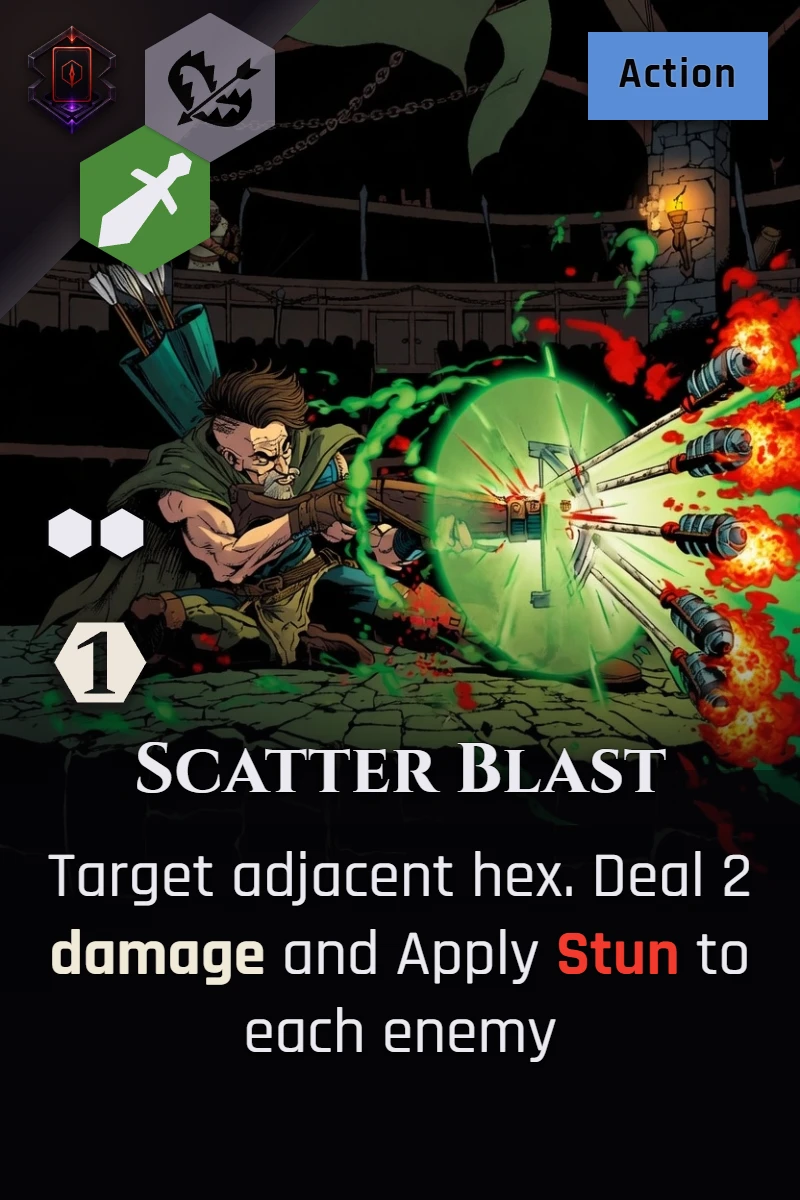 Action
1
Scatter Blast
Target adjacent hex. Deal 2
damage and Apply Stun to
each enemy